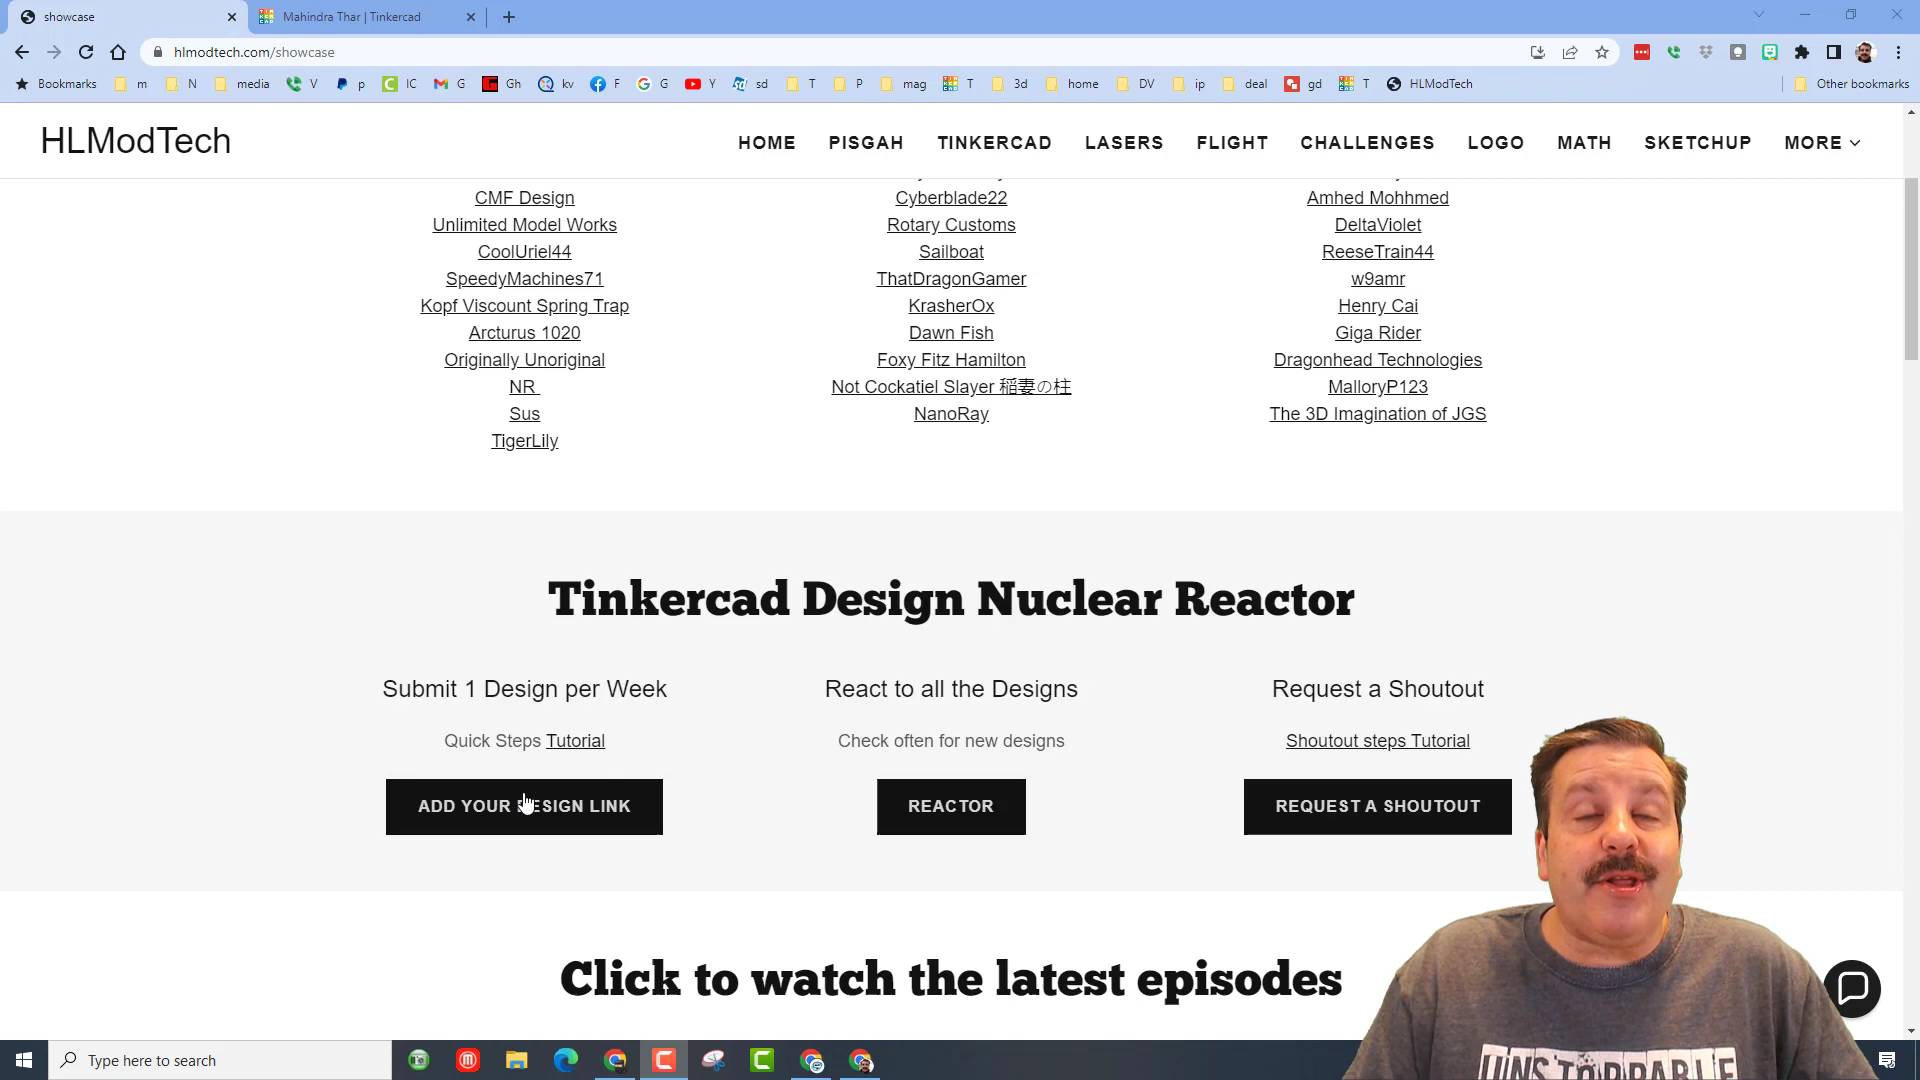 showcase
Mahindra Thar | Tinkercad
hlmodtech.com/showcase
Bookmarks m N media V p IC G Gh kv F G Y sd T P mag T 3d home DV ip deal gd T HLModTech Other bookmarks
HLModTech
HOME PISGAH TINKERCAD LASERS FLIGHT CHALLENGES LOGO MATH SKETCHUP MORE
CMF Design Cyberblade22 Amhed Mohhmed
Unlimited Model Works Rotary Customs DeltaViolet
CoolUriel44 Sailboat ReeseTrain44
SpeedyMachines71 ThatDragonGamer w9amr
Kopf Viscount Spring Trap KrasherOx Henry Cai
Arcturus 1020 Dawn Fish Giga Rider
Originally Unoriginal Foxy Fitz Hamilton Dragonhead Technologies
NR Not Cockatiel Slayer 稲妻の柱 MalloryP123
Sus NanoRay The 3D Imagination of JGS
TigerLily
Tinkercad Design Nuclear Reactor
Submit 1 Design per Week React to all the Designs Request a Shoutout
Quick Steps Tutorial Check often for new designs Shoutout steps Tutorial
ADD YOUR DESIGN LINK REACTOR REQUEST A SHOUTOUT
Click to watch the latest episodes
UNSTOPPABLE
Type here to search